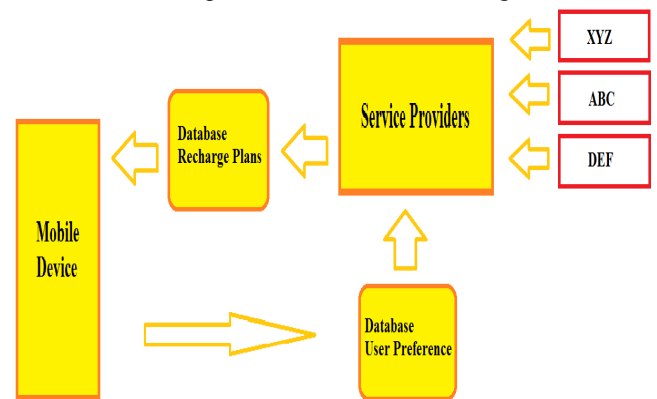 XYZ
ABC
DEF
Service Providers
Database
Recharge Plans
Mobile
Device
Database
User Preference